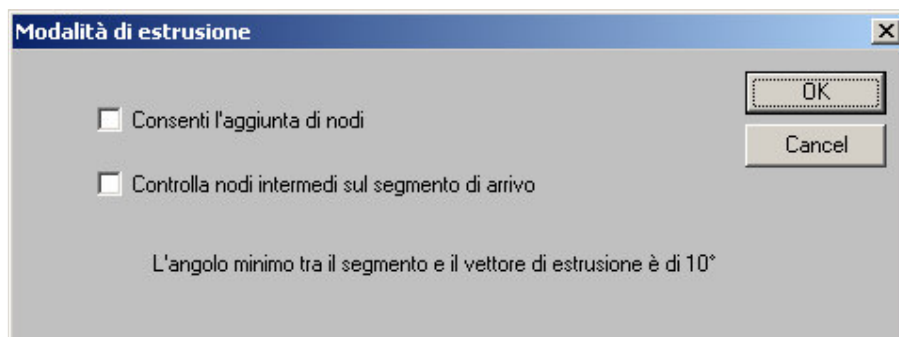 Modalità di estrusione
OK
Consenti l'aggiunta di nodi
Cancel
Controlla nodi intermedi sul segmento di arrivo
L'angolo minimo tra il segmento e il vettore di estrusione è di 10°